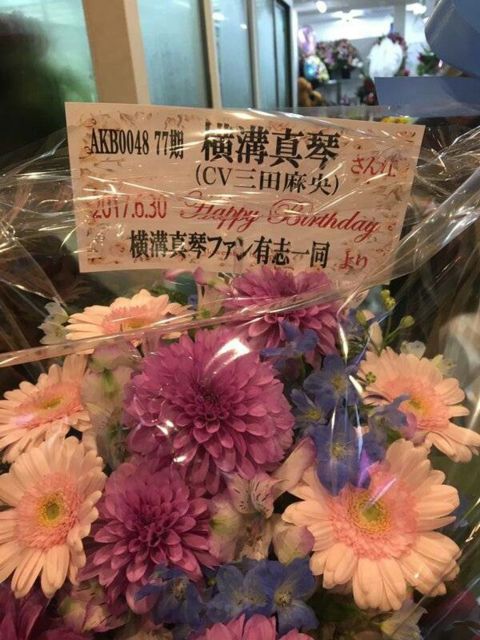 AKB0048 77期 横溝真琴 さん江
(CV三田麻央)
2017.6.30 Happy Birthday
横溝真琴ファン有志一同 より